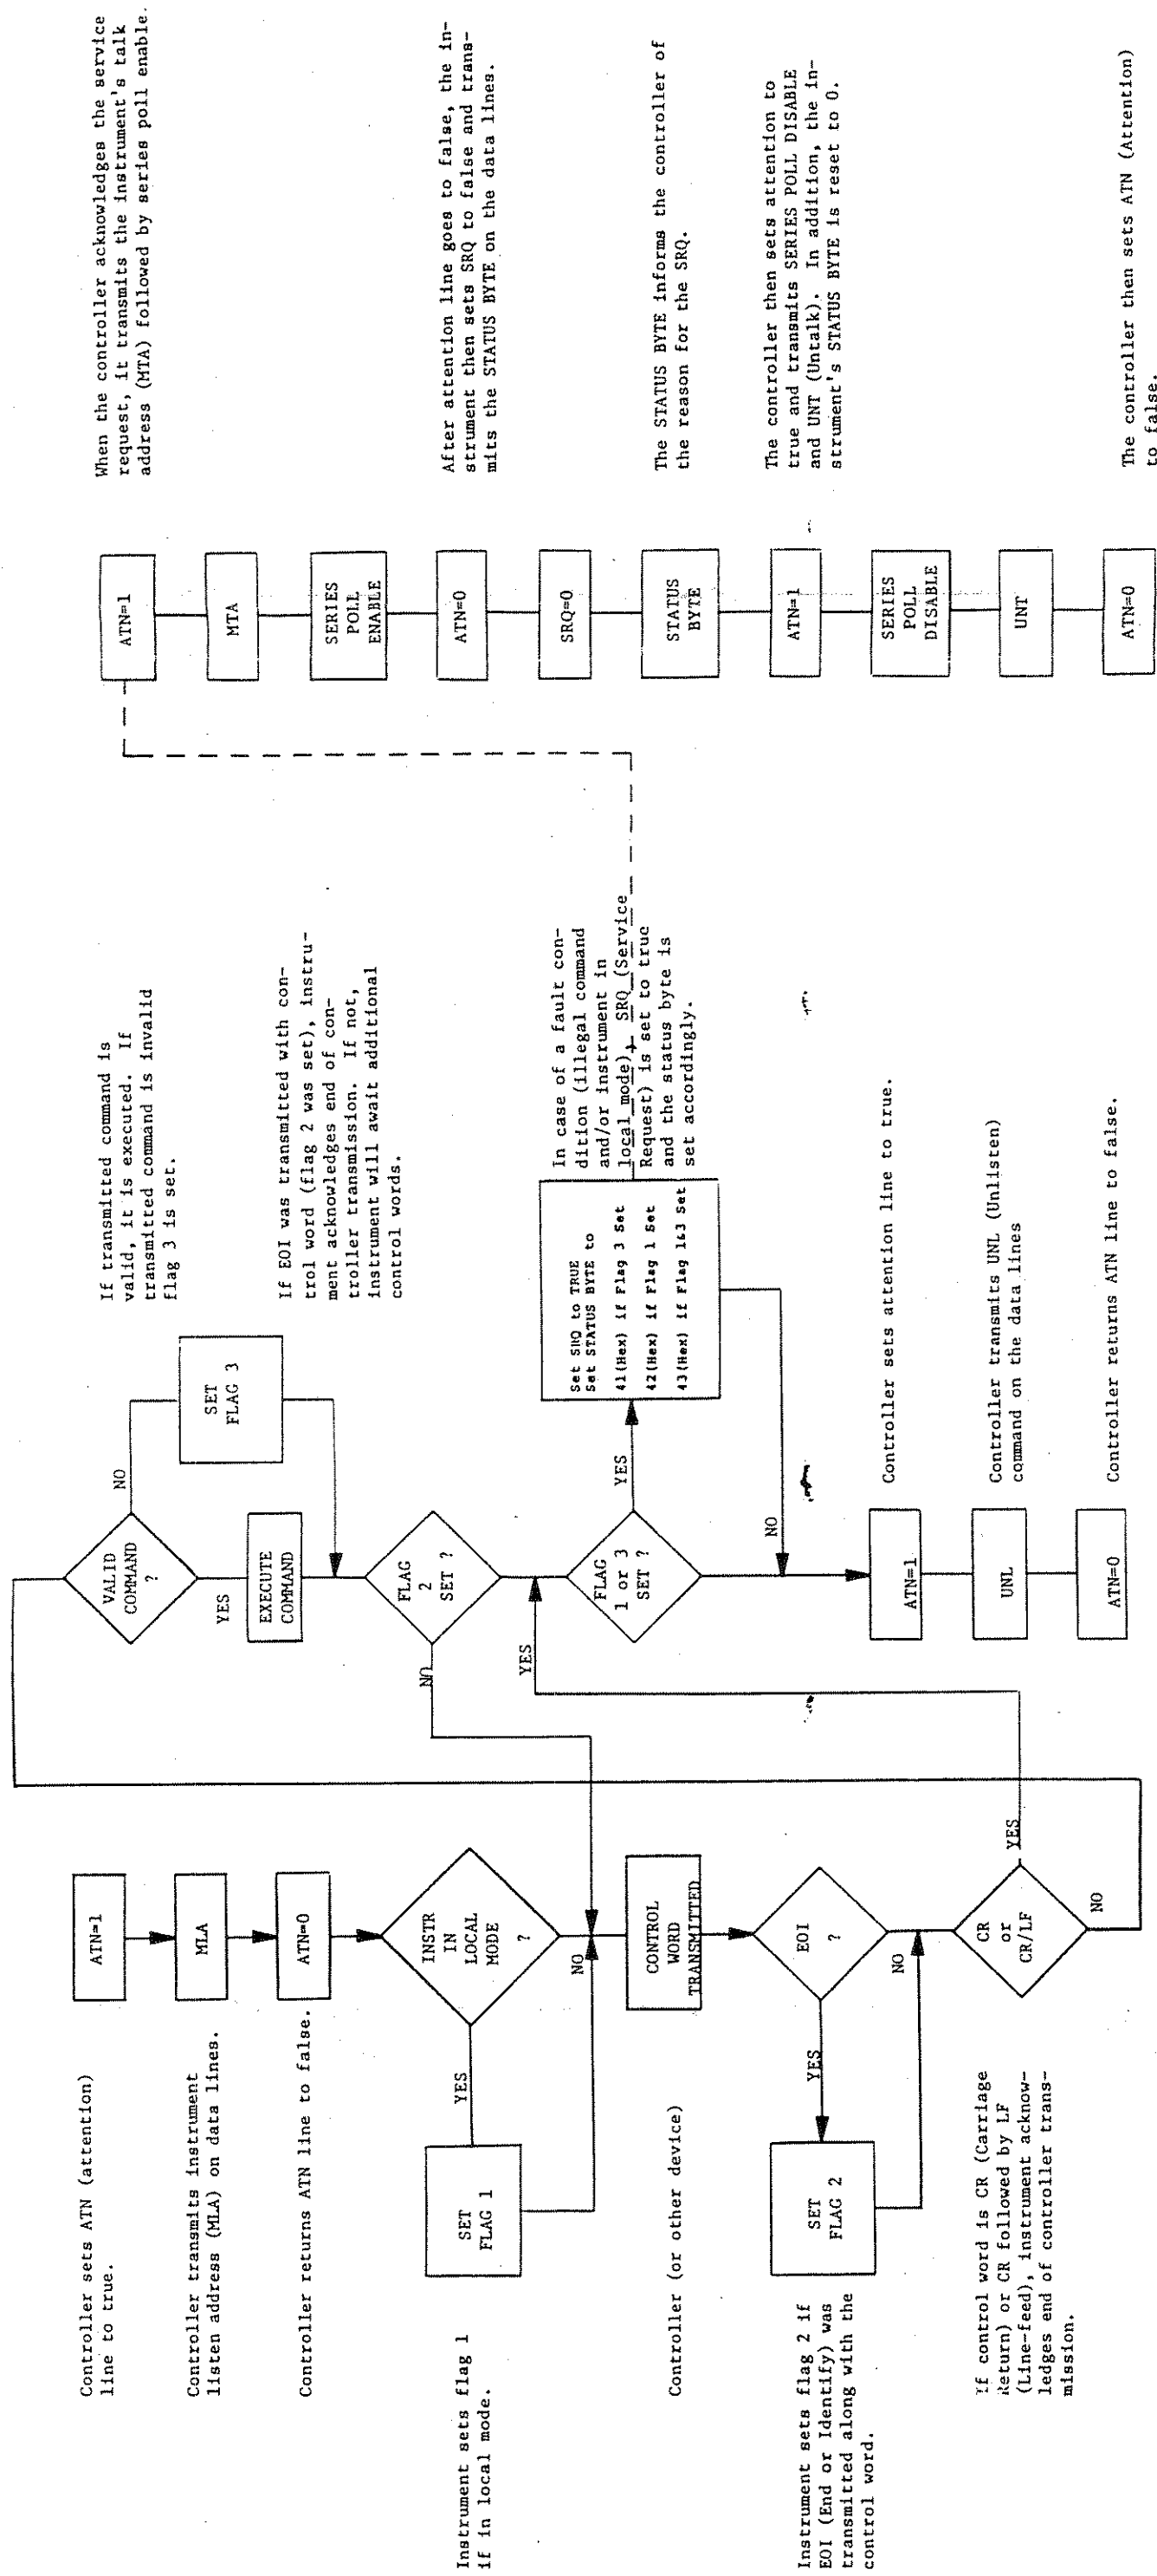 Controller sets ATN (attention)
line to true.
ATN=1
Controller transmits instrument
listen address (MLA) on data lines.
MLA
Controller returns ATN line to false.
ATN=0
INSTR
IN
LOCAL
MODE
?
YES
NO
Instrument sets flag 1
if in local mode.
SET
FLAG 1
Controller (or other device)
CONTROL
WORD
TRANSMITTED
EOI
?
YES
NO
Instrument sets flag 2 if
EOI (End or Identify) was
transmitted along with the
control word.
SET
FLAG 2
If control word is CR (Carriage
Return) or CR followed by LF
(Line-feed), instrument acknow-
ledges end of controller trans-
mission.
CR
or
CR/LF
YES
NO
VALID
COMMAND
?
NO
YES
SET
FLAG 3
If transmitted command is
valid, it is executed. If
transmitted command is invalid
flag 3 is set.
EXECUTE
COMMAND
FLAG
2
SET ?
NO
If EOI was transmitted with con-
trol word (flag 2 was set), instru-
ment acknowledges end of con-
troller transmission. If not,
instrument will await additional
control words.
YES
FLAG
1 or 3
SET ?
YES
NO
Set SRQ to TRUE
Set STATUS BYTE to
41(Hex) if Flag 3 Set
42(Hex) if Flag 1 Set
43(Hex) if Flag 1&3 Set
In case of a fault con-
dition (illegal command
and/or instrument in
local mode), SRQ (Service
Request) is set to true
and the status byte is
set accordingly.
ATN=1
Controller sets attention line to true.
UNL
Controller transmits UNL (Unlisten)
command on the data lines
ATN=0
Controller returns ATN line to false.
ATN=1
When the controller acknowledges the service
request, it transmits the instrument's talk
address (MTA) followed by series poll enable.
MTA
SERIES
POLL
ENABLE
ATN=0
After attention line goes to false, the in-
strument then sets SRQ to false and trans-
mits the STATUS BYTE on the data lines.
SRQ=0
STATUS
BYTE
The STATUS BYTE informs the controller of
the reason for the SRQ.
ATN=1
The controller then sets attention to
true and transmits SERIES POLL DISABLE
and UNT (Untalk). In addition, the in-
strument's STATUS BYTE is reset to 0.
SERIES
POLL
DISABLE
UNT
ATN=0
The controller then sets ATN (Attention)
to false.